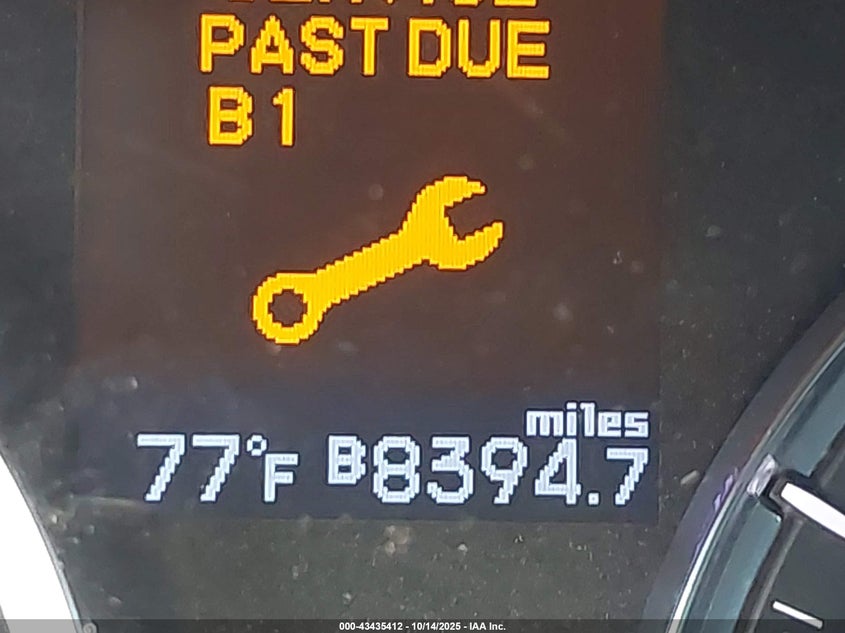 PAST DUE
B1
miles
77°F B8394.7
000-43435412 - 10/14/2025 - IAA Inc.